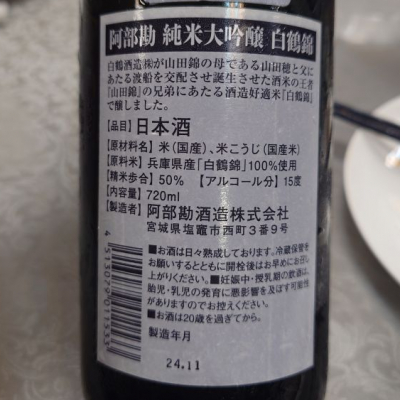 阿部勘 純米大吟醸 白鶴錦
白鶴酒造㈱が山田錦の母である山田穂と父に
あたる渡船を交配させ誕生させた酒米の王者
「山田錦」の兄弟にあたる酒造好適米「白鶴錦」
で醸しました。
【品目】日本酒
【原材料名】米(国産)、米こうじ(国産米)
【原料米】兵庫県産「白鶴錦」100%使用
【精米歩合】50% 【アルコール分】15度
【内容量】720ml
【製造者】阿部勘酒造株式会社
宮城県塩竈市西町3番9号
■お酒は日々熟成しております。冷蔵保管を
お願いするとともに開栓後はお早めにお召し
上がりください。■妊娠中・授乳期の飲酒は、
胎児・乳児の発育に悪影響を及ぼす可能性
がありますのでお控えください。
■お酒は20歳を過ぎてから。
製造年月
24.11